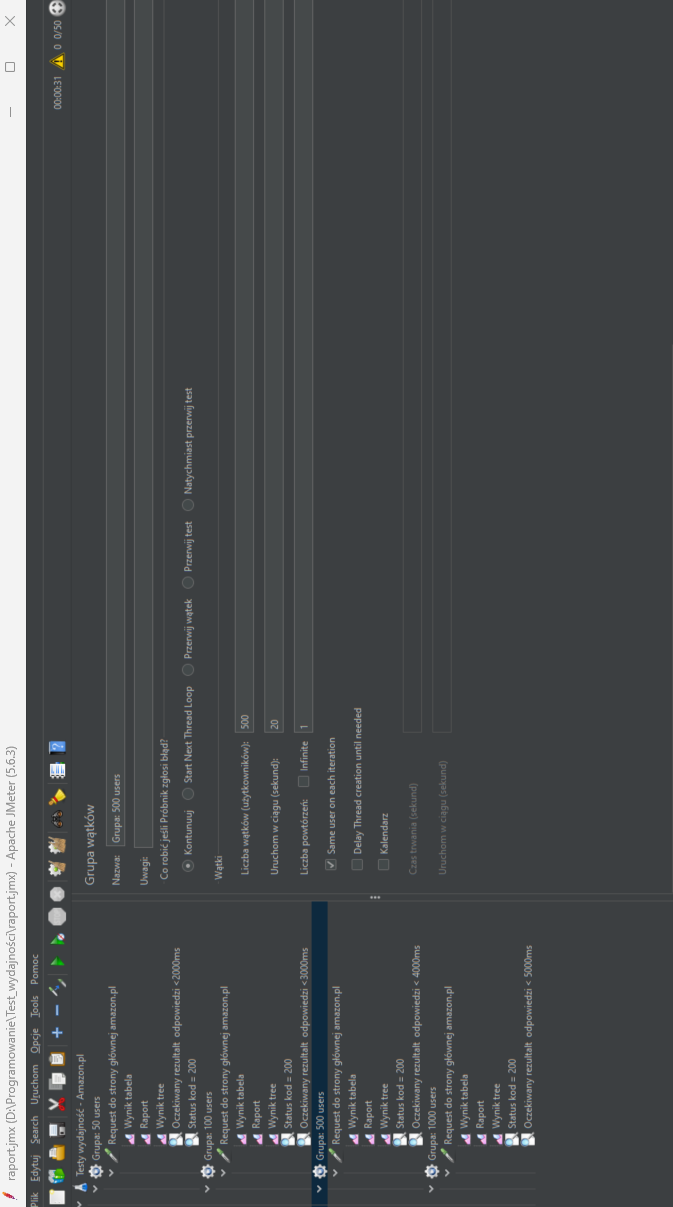 raport.jmx (D:\Programowanie\Test_wydajności\raport.jmx) - Apache JMeter (5.6.3)
Plik Edytuj Search Uruchom Opcje Tools Pomoc
00:00:31 0 0/50
Testy wydajność - Amazon.pl
Grupa: 50 users
Request do strony głównej amazon.pl
Wynik tabela
Raport
Wynik tree
Oczekiwany rezultalt odpowiedzi <2000ms
Status kod = 200
Grupa: 100 users
Request do strony głównej amazon.pl
Wynik tabela
Raport
Wynik tree
Status kod = 200
Oczekiwany rezultalt odpowiedzi <3000ms
Grupa: 500 users
Request do strony głównej amazon.pl
Wynik tabela
Raport
Wynik tree
Status kod = 200
Oczekiwany rezultalt odpowiedzi < 4000ms
Grupa: 1000 users
Request do strony głównej amazon.pl
Wynik tabela
Raport
Wynik tree
Status kod = 200
Oczekiwany rezultalt odpowiedzi < 5000ms
Grupa wątków
Nazwa: Grupa: 500 users
Uwagi:
Co robić jeśli Próbnik zgłosi błąd?
Kontunuuj Start Next Thread Loop Przerwij wątek Przerwij test Natychmiast przerwij test
Wątki
Liczba wątków (użytkowników): 500
Uruchom w ciągu (sekund): 20
Liczba powtórzeń: Infinite 1
Same user on each iteration
Delay Thread creation until needed
Kalendarz
Czas trwania (sekund)
Uruchom w ciągu (sekund)